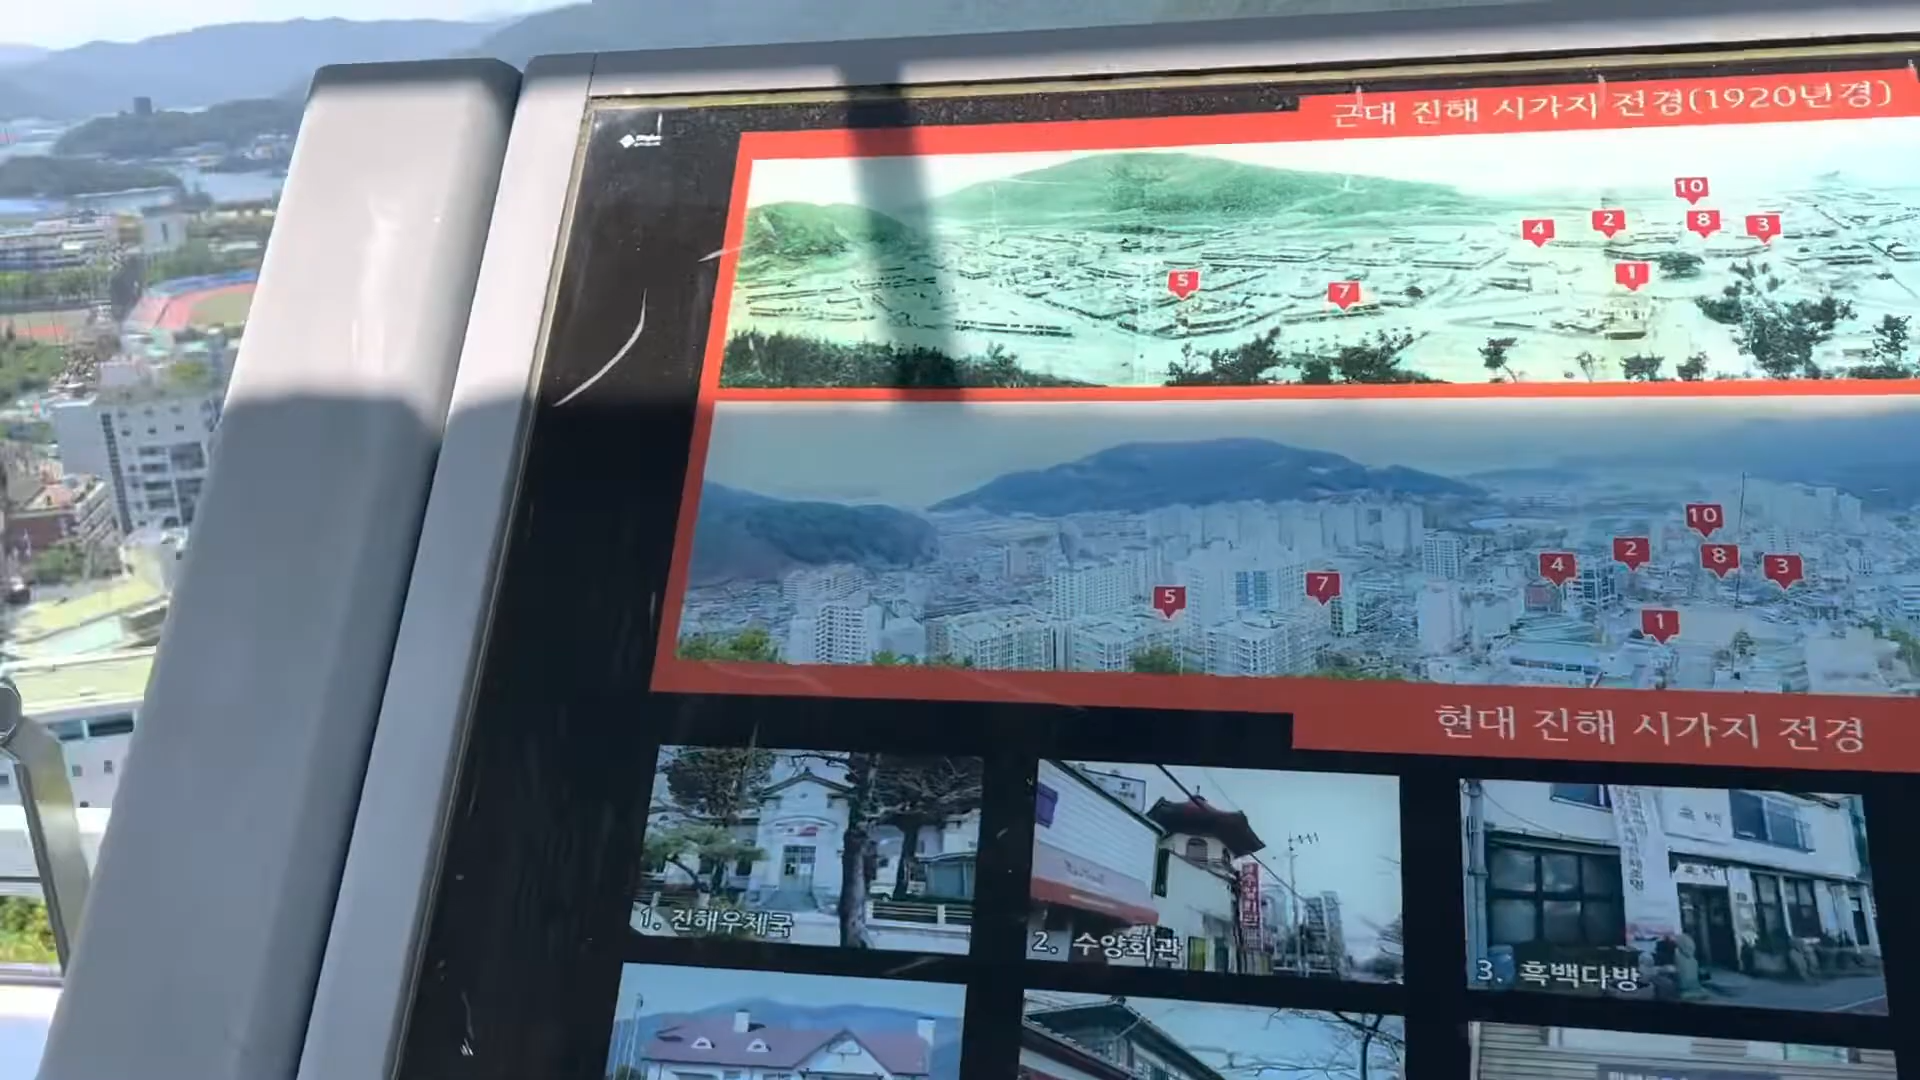 근대 진해 시가지 전경(1920년경)
10
4 2 8 3
5 7 1
10
4 2 8 3
5 7 1
현대 진해 시가지 전경
1. 진해우체국
2. 수양회관
3. 흑백다방